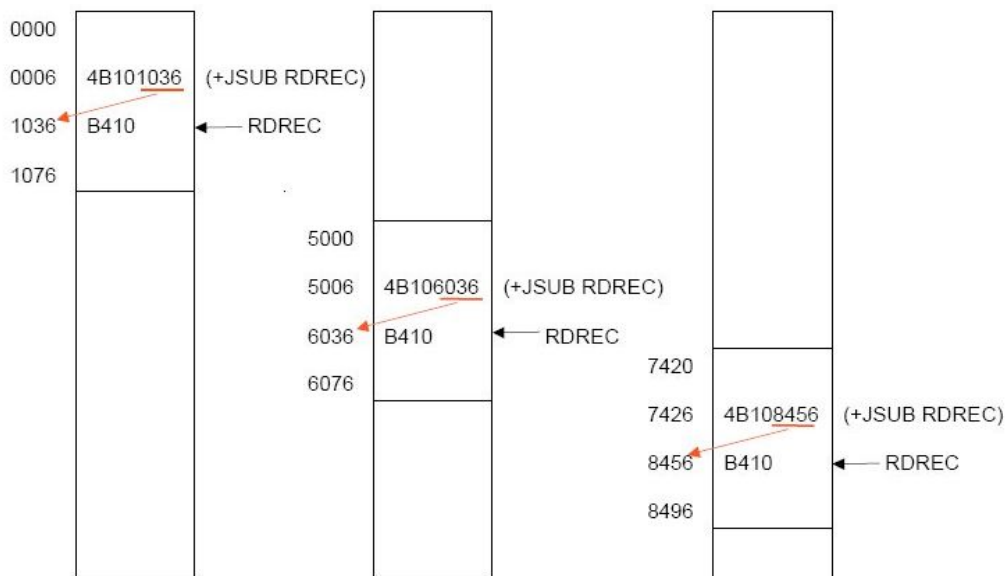 0000
0006 4B101036 (+JSUB RDREC)
1036 B410 RDREC
1076
5000
5006 4B106036 (+JSUB RDREC)
6036 B410 RDREC
6076
7420
7426 4B108456 (+JSUB RDREC)
8456 B410 RDREC
8496